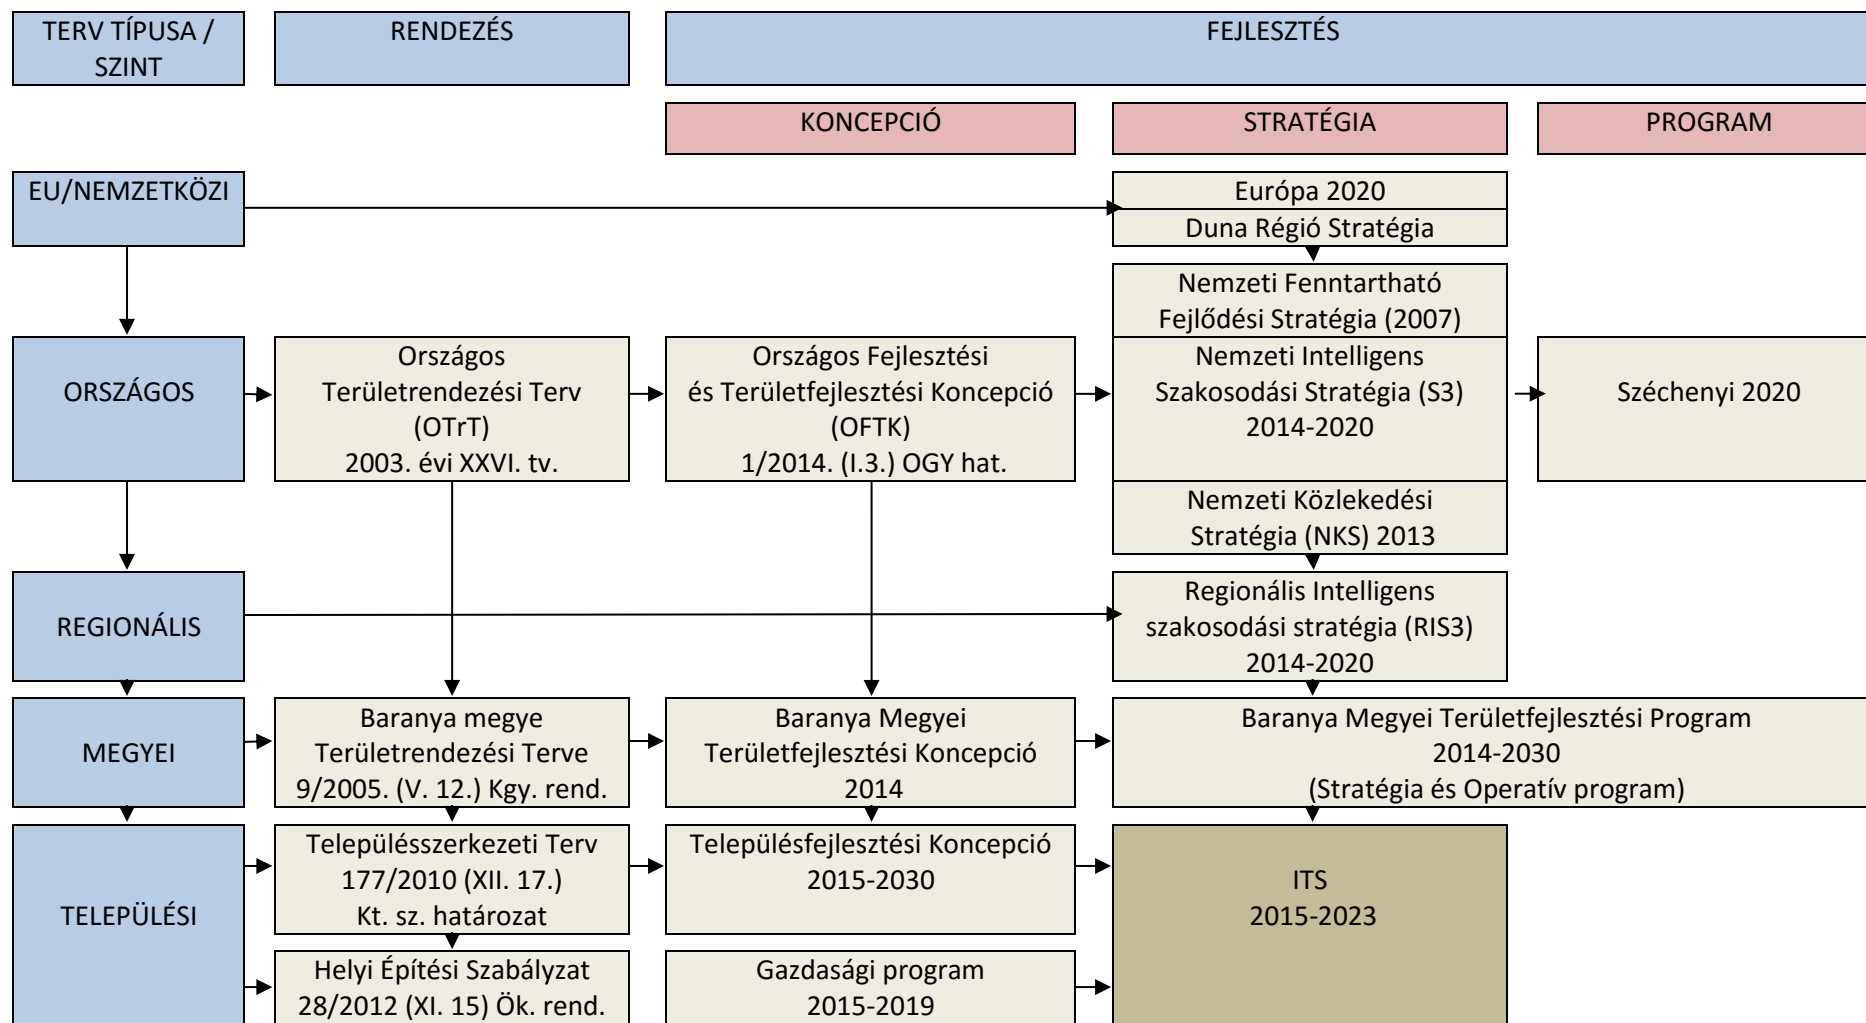 TERV TÍPUSA /
SZINT
RENDEZÉS
FEJLESZTÉS
KONCEPCIÓ
STRATÉGIA
PROGRAM
EU/NEMZETKÖZI
Európa 2020
Duna Régió Stratégia
Nemzeti Fenntartható
Fejlődési Stratégia (2007)
ORSZÁGOS
Országos
Területrendezési Terv
(OTrT)
2003. évi XXVI. tv.
Országos Fejlesztési
és Területfejlesztési Koncepció
(OFTK)
1/2014. (I.3.) OGY hat.
Nemzeti Intelligens
Szakosodási Stratégia (S3)
2014-2020
Széchenyi 2020
Nemzeti Közlekedési
Stratégia (NKS) 2013
REGIONÁLIS
Regionális Intelligens
szakosodási stratégia (RIS3)
2014-2020
MEGYEI
Baranya megye
Területrendezési Terve
9/2005. (V. 12.) Kgy. rend.
Baranya Megyei
Területfejlesztési Koncepció
2014
Baranya Megyei Területfejlesztési Program
2014-2030
(Stratégia és Operatív program)
TELEPÜLÉSI
Településszerkezeti Terv
177/2010 (XII. 17.)
Kt. sz. határozat
Településfejlesztési Koncepció
2015-2030
ITS
2015-2023
Helyi Építési Szabályzat
28/2012 (XI. 15) Ök. rend.
Gazdasági program
2015-2019